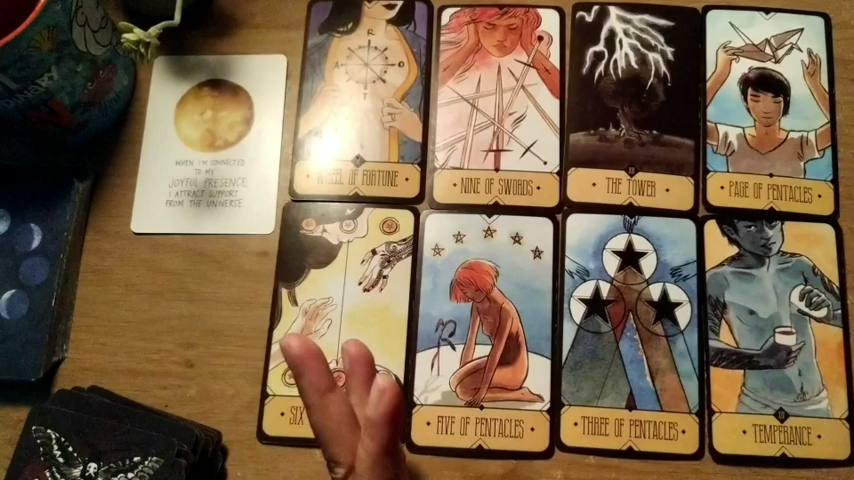 WHEN I'M CONNECTED
TO MY
JOYFUL PRESENCE,
I ATTRACT SUPPORT
FROM THE UNIVERSE.
R
A O
T
WHEEL OF FORTUNE
NINE OF SWORDS
THE TOWER
PAGE OF PENTACLES
SIX
FIVE OF PENTACLES
THREE OF PENTACLES
TEMPERANCE